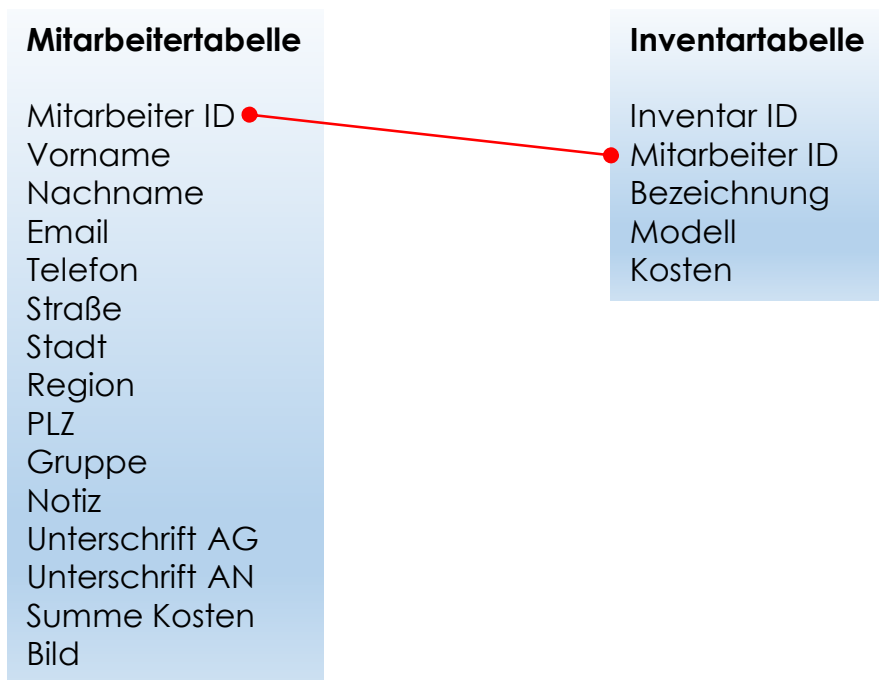 Mitarbeitertabelle
Mitarbeiter ID
Vorname
Nachname
Email
Telefon
Straße
Stadt
Region
PLZ
Gruppe
Notiz
Unterschrift AG
Unterschrift AN
Summe Kosten
Bild
Inventartabelle
Inventar ID
Mitarbeiter ID
Bezeichnung
Modell
Kosten